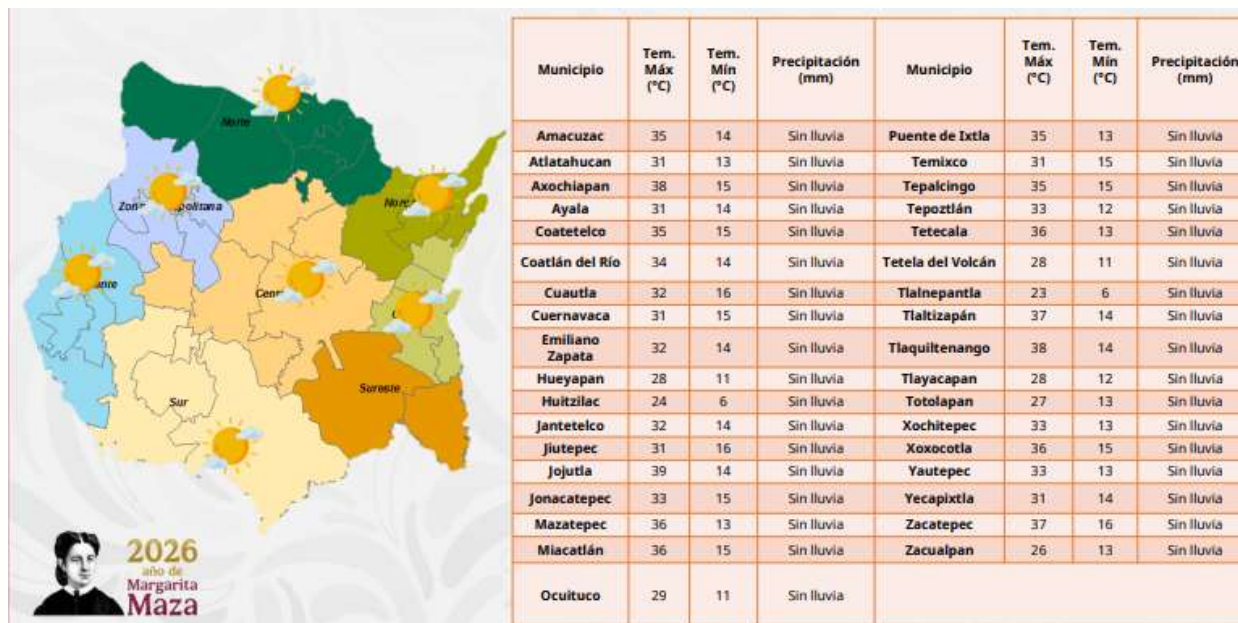 Norte
Sur
Sureste
2026
año de
Margarita
Maza
Municipio Tem. Máx (°C) Tem. Mín (°C) Precipitación (mm) Municipio Tem. Máx (°C) Tem. Mín (°C) Precipitación (mm)
Amacuzac 35 14 Sin lluvia Puente de Ixtla 35 13 Sin lluvia
Atlatahucan 31 13 Sin lluvia Temixco 31 15 Sin lluvia
Axochiapan 38 15 Sin lluvia Tepalcingo 35 15 Sin lluvia
Ayala 31 14 Sin lluvia Tepoztlán 33 12 Sin lluvia
Coatetelco 35 15 Sin lluvia Tetecala 36 13 Sin lluvia
Coatlán del Río 34 14 Sin lluvia Tetela del Volcán 28 11 Sin lluvia
Cuautla 32 16 Sin lluvia Tlalnepantla 23 6 Sin lluvia
Cuernavaca 31 15 Sin lluvia Tlaltizapán 37 14 Sin lluvia
Emiliano Zapata 32 14 Sin lluvia Tlaquiltenango 38 14 Sin lluvia
Hueyapan 28 11 Sin lluvia Tlayacapan 28 12 Sin lluvia
Huitzilac 24 6 Sin lluvia Totolapan 27 13 Sin lluvia
Jantetelco 32 14 Sin lluvia Xochitepec 33 13 Sin lluvia
Jiutepec 31 16 Sin lluvia Xoxocotla 36 15 Sin lluvia
Jojutla 39 14 Sin lluvia Yautepec 33 13 Sin lluvia
Jonacatepec 33 15 Sin lluvia Yecapixtla 31 14 Sin lluvia
Mazatepec 36 13 Sin lluvia Zacatepec 37 16 Sin lluvia
Miacatlán 36 15 Sin lluvia Zacualpan 26 13 Sin lluvia
Ocuituco 29 11 Sin lluvia